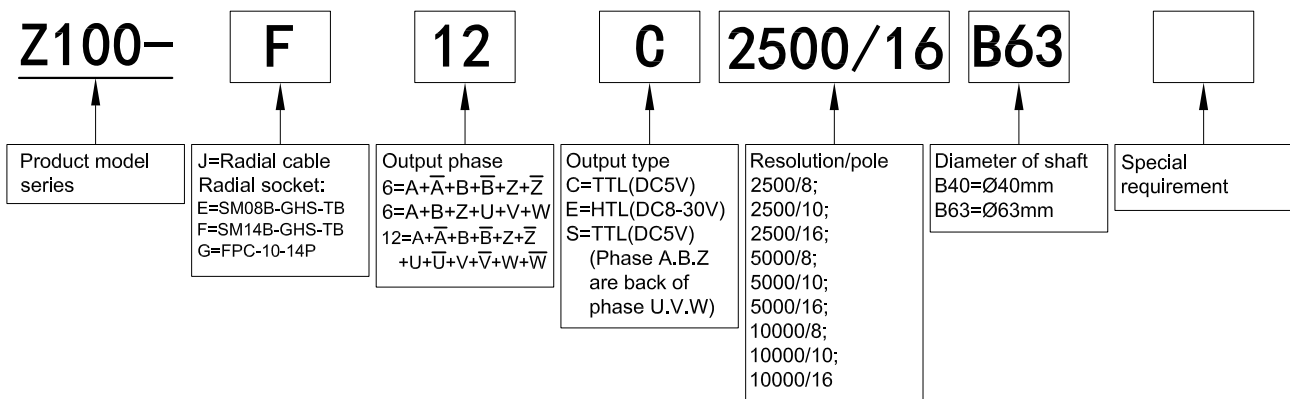 Z100- F 12 C 2500/16 B63
Product model
series
J=Radial cable
Radial socket:
E=SM08B-GHS-TB
F=SM14B-GHS-TB
G=FPC-10-14P
Output phase
6=A+A̅+B+B̅+Z+Z̅
6=A+B+Z+U+V+W
12=A+A̅+B+B̅+Z+Z̅
+U+U̅+V+V̅+W+W̅
Output type
C=TTL(DC5V)
E=HTL(DC8-30V)
S=TTL(DC5V)
(Phase A.B.Z
are back of
phase U.V.W)
Resolution/pole
2500/8;
2500/10;
2500/16;
5000/8;
5000/10;
5000/16;
10000/8;
10000/10;
10000/16
Diameter of shaft
B40=Ø40mm
B63=Ø63mm
Special
requirement